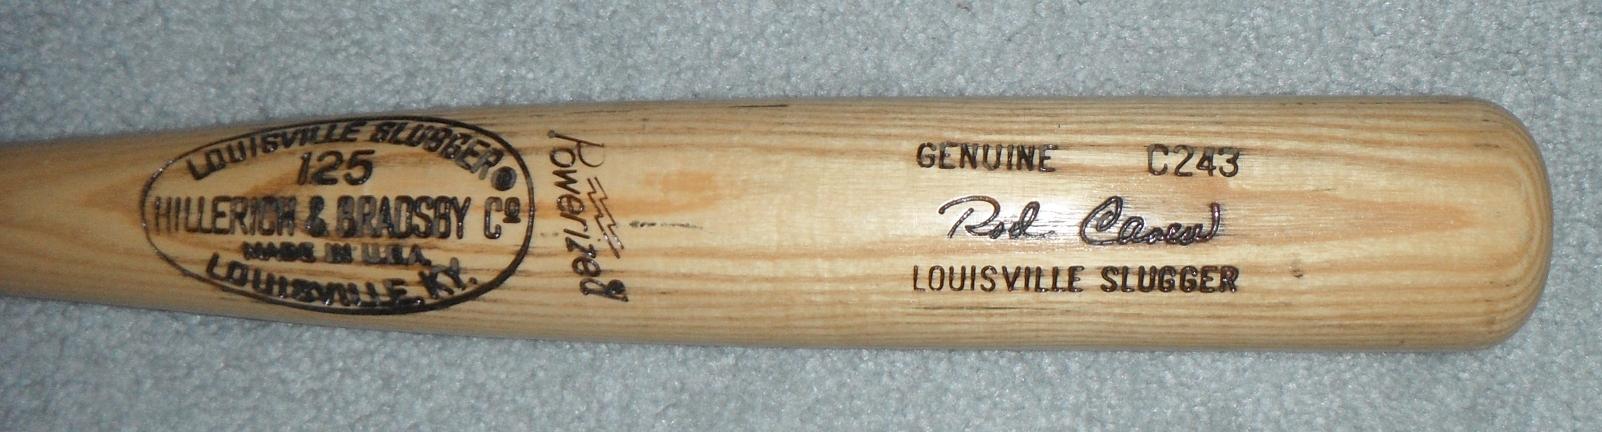 LOUISVILLE SLUGGER®
125
HILLERICH & BRADSBY Cº
MADE IN U.S.A.
LOUISVILLE, KY.
Powerized
GENUINE C243
Rod Carew
LOUISVILLE SLUGGER